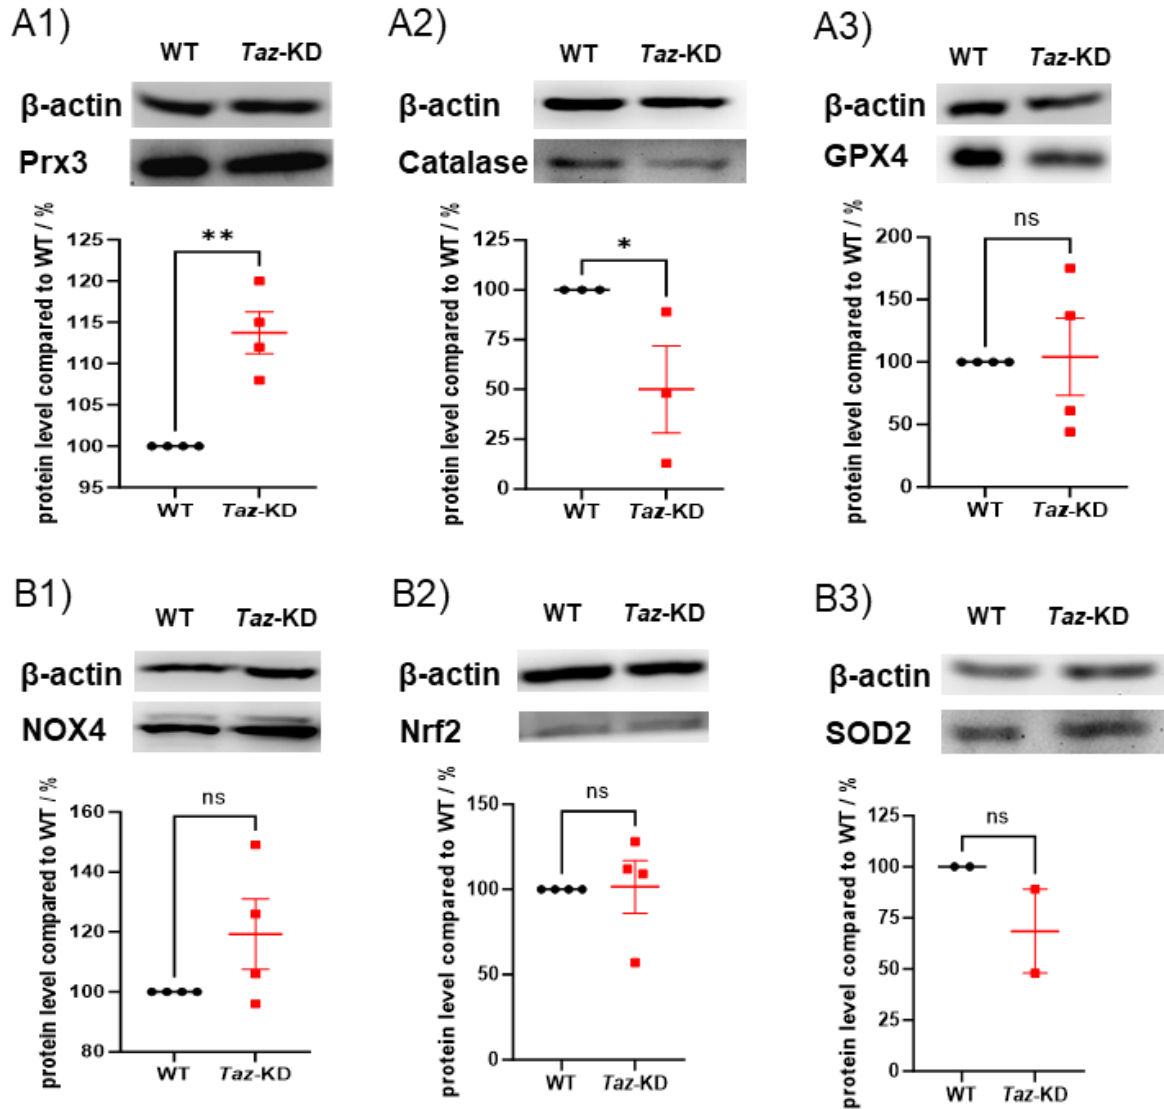 A1)
WT Taz-KD
β-actin
Prx3
protein level compared to WT / %
125
120
115
110
105
100
95
**
WT Taz-KD
A2)
WT Taz-KD
β-actin
Catalase
protein level compared to WT / %
125
100
75
50
25
0
*
WT Taz-KD
A3)
WT Taz-KD
β-actin
GPX4
protein level compared to WT / %
200
150
100
50
0
ns
WT Taz-KD
B1)
WT Taz-KD
β-actin
NOX4
protein level compared to WT / %
160
140
120
100
80
ns
WT Taz-KD
B2)
WT Taz-KD
β-actin
Nrf2
protein level compared to WT / %
150
100
50
0
ns
WT Taz-KD
B3)
WT Taz-KD
β-actin
SOD2
protein level compared to WT / %
125
100
75
50
25
0
ns
WT Taz-KD